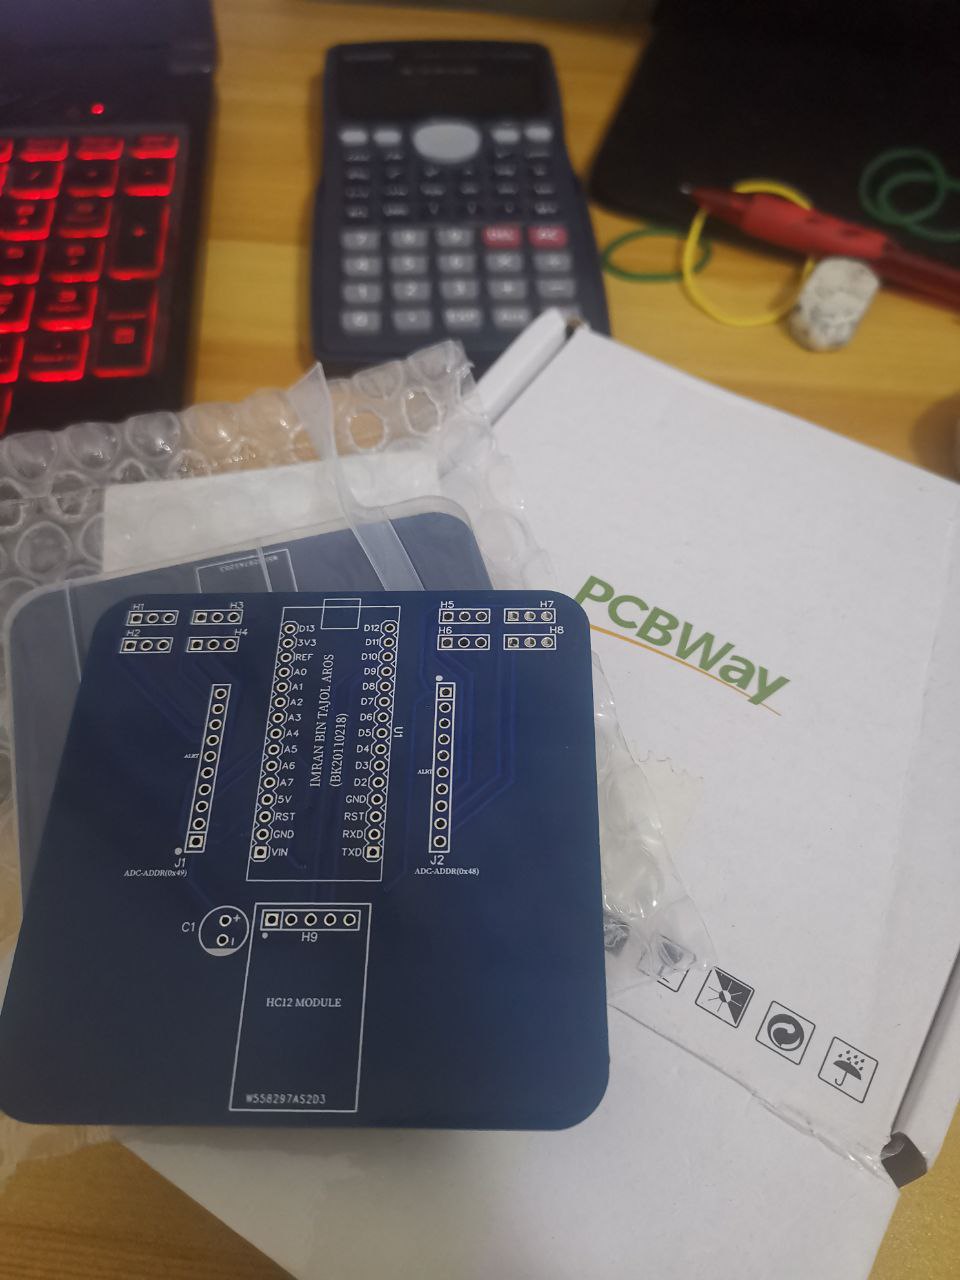 PCBWay
H1
H3
H2
H4
H5
H7
H6
H8
D13
3V3
REF
A0
A1
A2
A3
A4
A5
A6
A7
5V
RST
GND
VIN
IMRAN BIN TAJOL AROS
(BK20110218)
D12
D11
D10
D9
D8
D7
D6
D5
D4
D3
D2
GND
RST
RXD
TXD
U1
ALRT
J1
ADC-ADDR(0x49)
ALRT
J2
ADC-ADDR(0x48)
C1
+
H9
HC12 MODULE
W558297AS2D3